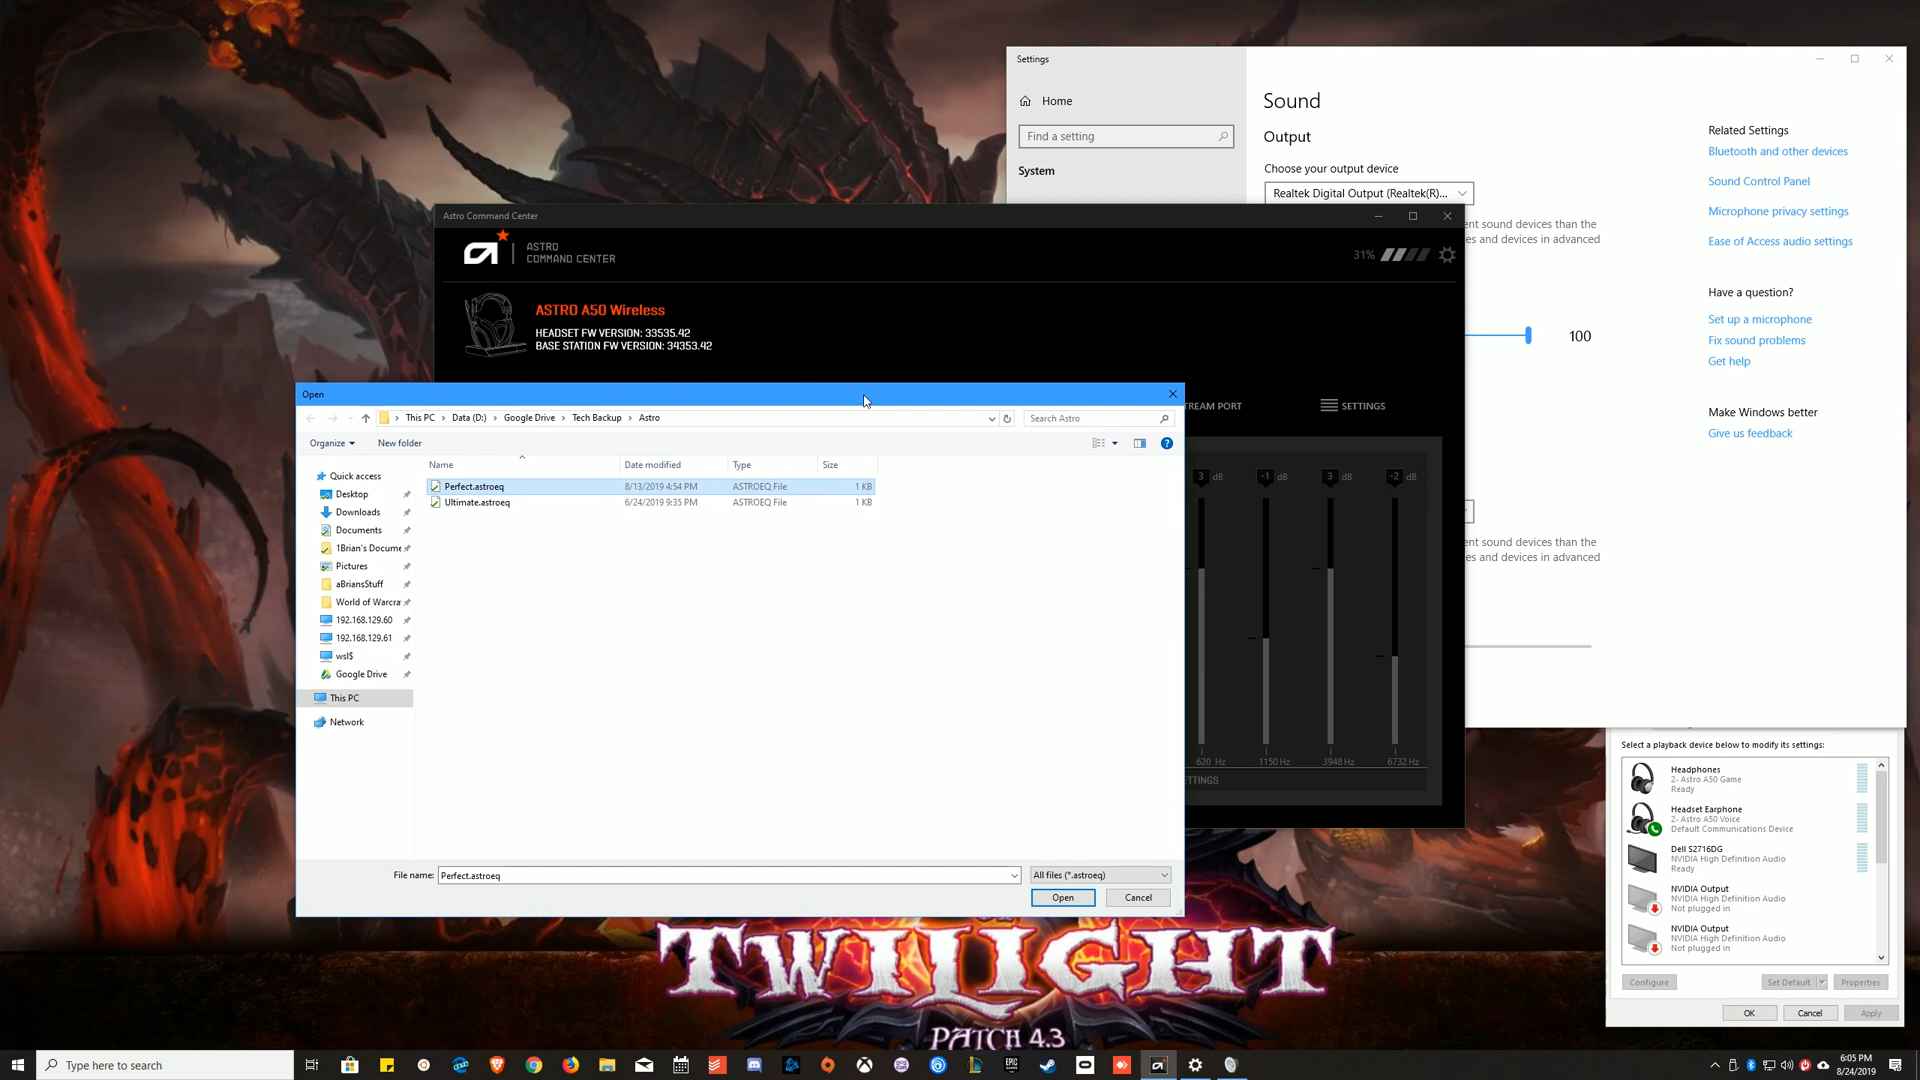 Settings
Home
Find a setting
System
Sound
Output
Choose your output device
Realtek Digital Output (Realtek(R)...
ent sound devices than the
es and devices in advanced
100
ent sound devices than the
es and devices in advanced
Related Settings
Bluetooth and other devices
Sound Control Panel
Microphone privacy settings
Ease of Access audio settings
Have a question?
Set up a microphone
Fix sound problems
Get help
Make Windows better
Give us feedback
Astro Command Center
ASTRO
COMMAND CENTER
31%
ASTRO A50 Wireless
HEADSET FW VERSION: 33535.42
BASE STATION FW VERSION: 34353.42
REAM PORT
SETTINGS
3 dB
-1 dB
3 dB
-2 dB
620 Hz
1150 Hz
3948 Hz
6732 Hz
ETTINGS
Open
This PC
Data (D:)
Google Drive
Tech Backup
Astro
Search Astro
Organize
New folder
Name
Date modified
Type
Size
Perfect.astroeq
8/13/2019 4:54 PM
ASTROEQ File
1 KB
Ultimate.astroeq
6/24/2019 9:35 PM
ASTROEQ File
1 KB
Quick access
Desktop
Downloads
Documents
1Brian's Docume
Pictures
aBriansStuff
World of Warcra
192.168.129.60
192.168.129.61
wsl$
Google Drive
This PC
Network
File name:
Perfect.astroeq
All files (*.astroeq)
Open
Cancel
Select a playback device below to modify its settings:
Headphones
2- Astro A50 Game
Ready
Headset Earphone
2- Astro A50 Voice
Default Communications Device
Dell S2716DG
NVIDIA High Definition Audio
Ready
NVIDIA Output
NVIDIA High Definition Audio
Not plugged in
NVIDIA Output
NVIDIA High Definition Audio
Not plugged in
Configure
Set Default
Properties
OK
Cancel
Apply
TWILIGHT
PATCH 4.3
Type here to search
EPIC
6:05 PM
8/24/2019